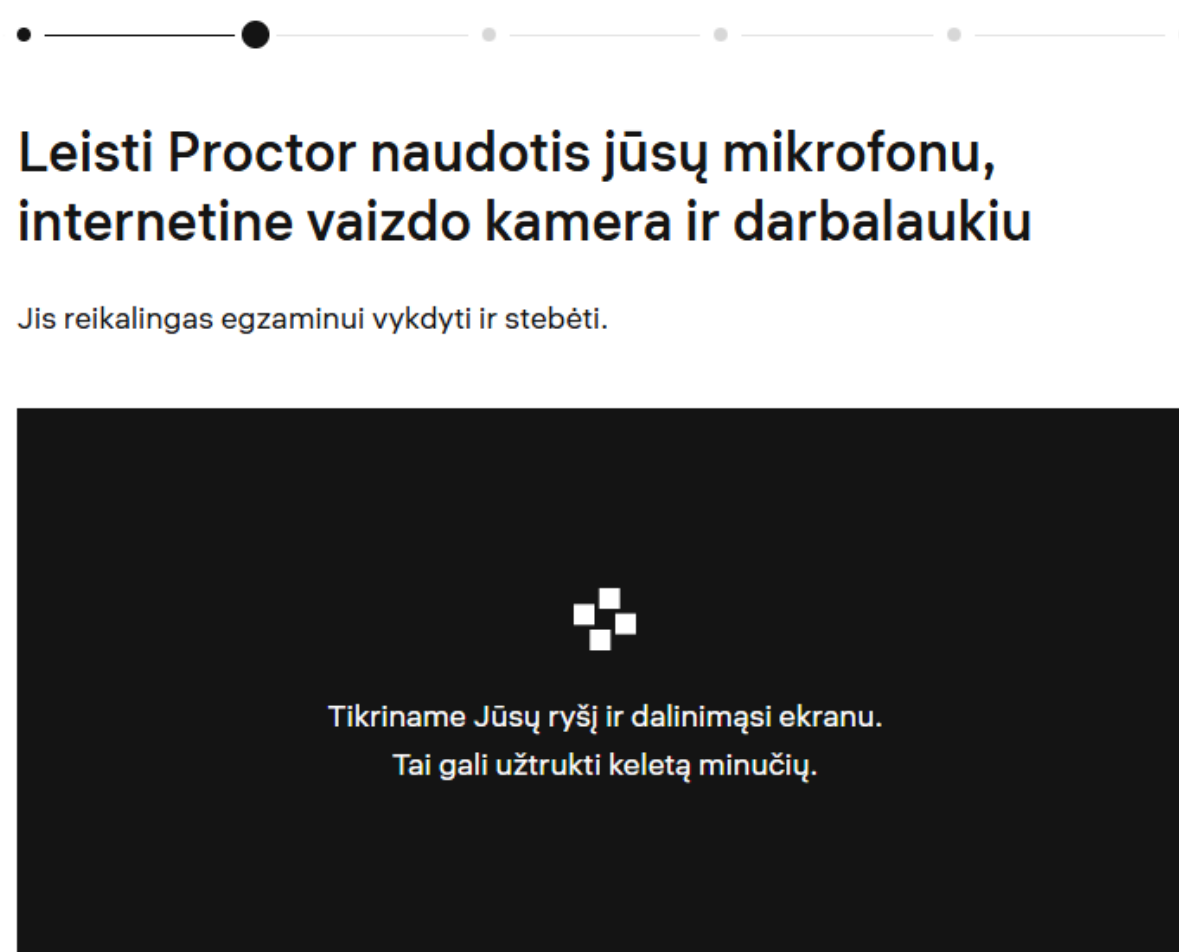 Leisti Proctor naudotis jūsų mikrofonu,
internetine vaizdo kamera ir darbalaukiu
Jis reikalingas egzaminui vykdyti ir stebėti.
Tikriname Jūsų ryšį ir dalinimąsi ekranu.
Tai gali užtrukti keletą minučių.